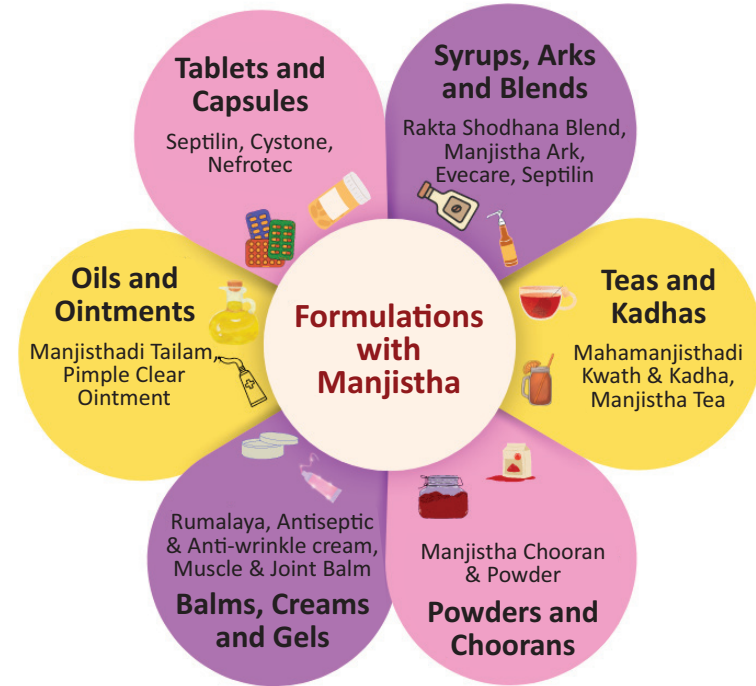 Tablets and
Capsules
Septilin, Cystone,
Nefrotec
Syrups, Arks
and Blends
Rakta Shodhana Blend,
Manjistha Ark,
Evecare, Septilin
Oils and
Ointments
Manjisthadi Tailam,
Pimple Clear
Ointment
Formulations
with
Manjistha
Teas and
Kadhas
Mahamanjisthadi
Kwath & Kadha,
Manjistha Tea
Rumalaya, Antiseptic
& Anti-wrinkle cream,
Muscle & Joint Balm
Balms, Creams
and Gels
Manjistha Chooran
& Powder
Powders and
Choorans